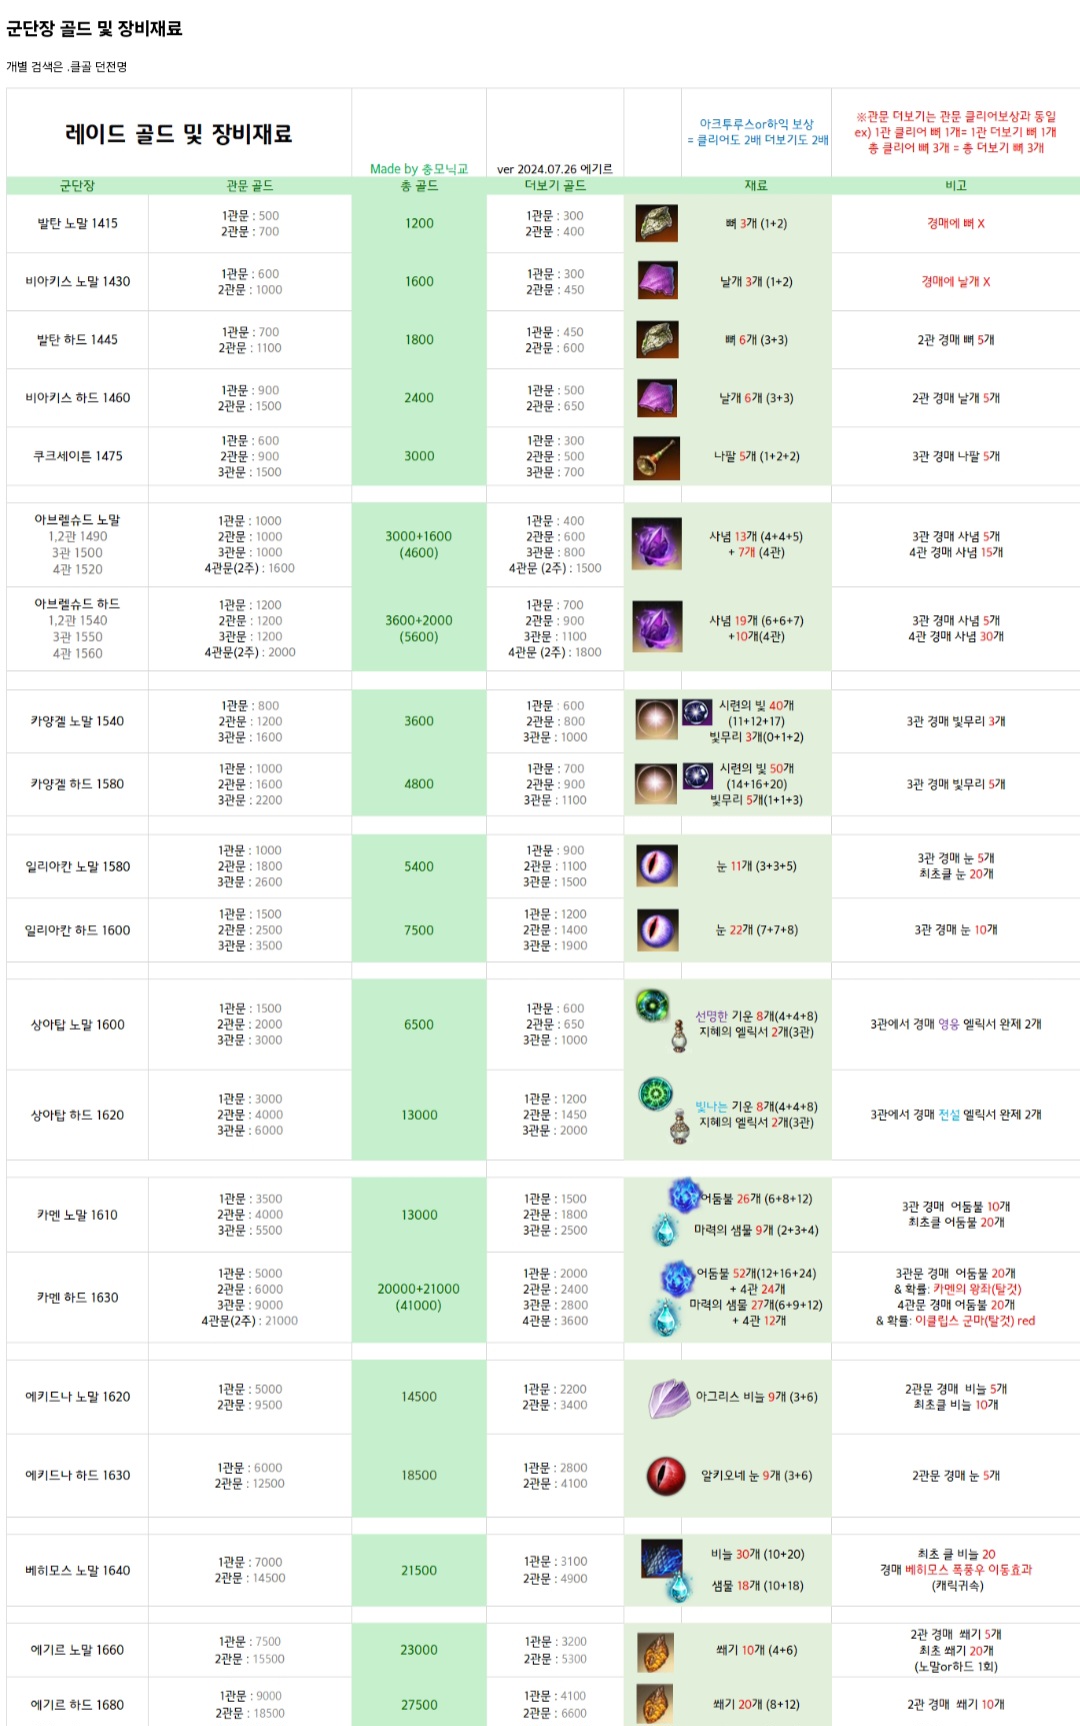 군단장 골드 및 장비재료
개별 검색은 .클골 던전명
레이드 골드 및 장비재료
Made by 충모닉교
ver 2024.07.26 에기르
아크투루스or하익 보상
= 클리어도 2배 더보기도 2배
※관문 더보기는 관문 클리어보상과 동일
ex) 1관 클리어 뼈 1개= 1관 더보기 뼈 1개
총 클리어 뼈 3개 = 총 더보기 뼈 3개
군단장 관문 골드 총 골드 더보기 골드 재료 비고
발탄 노말 1415
1관문 : 500
2관문 : 700
1200
1관문 : 300
2관문 : 400
뼈 3개 (1+2)
경매에 뼈 X
비아키스 노말 1430
1관문 : 600
2관문 : 1000
1600
1관문 : 300
2관문 : 450
날개 3개 (1+2)
경매에 날개 X
발탄 하드 1445
1관문 : 700
2관문 : 1100
1800
1관문 : 450
2관문 : 600
뼈 6개 (3+3)
2관 경매 뼈 5개
비아키스 하드 1460
1관문 : 900
2관문 : 1500
2400
1관문 : 500
2관문 : 650
날개 6개 (3+3)
2관 경매 날개 5개
쿠크세이튼 1475
1관문 : 600
2관문 : 900
3관문 : 1500
3000
1관문 : 300
2관문 : 500
3관문 : 700
나팔 5개 (1+2+2)
3관 경매 나팔 5개
아브렐슈드 노말
1,2관 1490
3관 1500
4관 1520
1관문 : 1000
2관문 : 1000
3관문 : 1000
4관문(2주) : 1600
3000+1600
(4600)
1관문 : 400
2관문 : 600
3관문 : 800
4관문 (2주) : 1500
사념 13개 (4+4+5)
+ 7개 (4관)
3관 경매 사념 5개
4관 경매 사념 15개
아브렐슈드 하드
1,2관 1540
3관 1550
4관 1560
1관문 : 1200
2관문 : 1200
3관문 : 1200
4관문(2주) : 2000
3600+2000
(5600)
1관문 : 700
2관문 : 900
3관문 : 1100
4관문 (2주) : 1800
사념 19개 (6+6+7)
+10개(4관)
3관 경매 사념 5개
4관 경매 사념 30개
카양겔 노말 1540
1관문 : 800
2관문 : 1200
3관문 : 1600
3600
1관문 : 600
2관문 : 800
3관문 : 1000
시련의 빛 40개
(11+12+17)
빛무리 3개(0+1+2)
3관 경매 빛무리 3개
카양겔 하드 1580
1관문 : 1000
2관문 : 1600
3관문 : 2200
4800
1관문 : 700
2관문 : 900
3관문 : 1100
시련의 빛 50개
(14+16+20)
빛무리 5개(1+1+3)
3관 경매 빛무리 5개
일리아칸 노말 1580
1관문 : 1000
2관문 : 1800
3관문 : 2600
5400
1관문 : 900
2관문 : 1100
3관문 : 1500
눈 11개 (3+3+5)
3관 경매 눈 5개
최초클 눈 20개
일리아칸 하드 1600
1관문 : 1500
2관문 : 2500
3관문 : 3500
7500
1관문 : 1200
2관문 : 1400
3관문 : 1900
눈 22개 (7+7+8)
3관 경매 눈 10개
상아탑 노말 1600
1관문 : 1500
2관문 : 2000
3관문 : 3000
6500
1관문 : 600
2관문 : 650
3관문 : 1000
선명한 기운 8개(4+4+8)
지혜의 엘릭서 2개(3관)
3관에서 경매 영웅 엘릭서 완제 2개
상아탑 하드 1620
1관문 : 3000
2관문 : 4000
3관문 : 6000
13000
1관문 : 1200
2관문 : 1450
3관문 : 2000
빛나는 기운 8개(4+4+8)
지혜의 엘릭서 2개(3관)
3관에서 경매 전설 엘릭서 완제 2개
카멘 노말 1610
1관문 : 3500
2관문 : 4000
3관문 : 5500
13000
1관문 : 1500
2관문 : 1800
3관문 : 2500
어둠불 26개 (6+8+12)
마력의 샘물 9개 (2+3+4)
3관 경매 어둠불 10개
최초클 어둠불 20개
카멘 하드 1630
1관문 : 5000
2관문 : 6000
3관문 : 9000
4관문(2주) : 21000
20000+21000
(41000)
1관문 : 2000
2관문 : 2400
3관문 : 2800
4관문 : 3600
어둠불 52개(12+16+24)
+ 4관 24개
마력의 샘물 27개(6+9+12)
+ 4관 12개
3관문 경매 어둠불 20개
& 확률: 카멘의 왕좌(탈것)
4관문 경매 어둠불 20개
& 확률: 이클립스 군마(탈것) red
에키드나 노말 1620
1관문 : 5000
2관문 : 9500
14500
1관문 : 2200
2관문 : 3400
아그리스 비늘 9개 (3+6)
2관문 경매 비늘 5개
최초클 비늘 10개
에키드나 하드 1630
1관문 : 6000
2관문 : 12500
18500
1관문 : 2800
2관문 : 4100
알키오네 눈 9개 (3+6)
2관문 경매 눈 5개
베히모스 노말 1640
1관문 : 7000
2관문 : 14500
21500
1관문 : 3100
2관문 : 4900
비늘 30개 (10+20)
샘물 18개 (10+18)
최초 클 비늘 20
경매 베히모스 폭풍우 이동효과
(캐릭귀속)
에기르 노말 1660
1관문 : 7500
2관문 : 15500
23000
1관문 : 3200
2관문 : 5300
쐐기 10개 (4+6)
2관 경매 쐐기 5개
최초 쐐기 20개
(노말or하드 1회)
에기르 하드 1680
1관문 : 9000
2관문 : 18500
27500
1관문 : 4100
2관문 : 6600
쐐기 20개 (8+12)
2관 경매 쐐기 10개